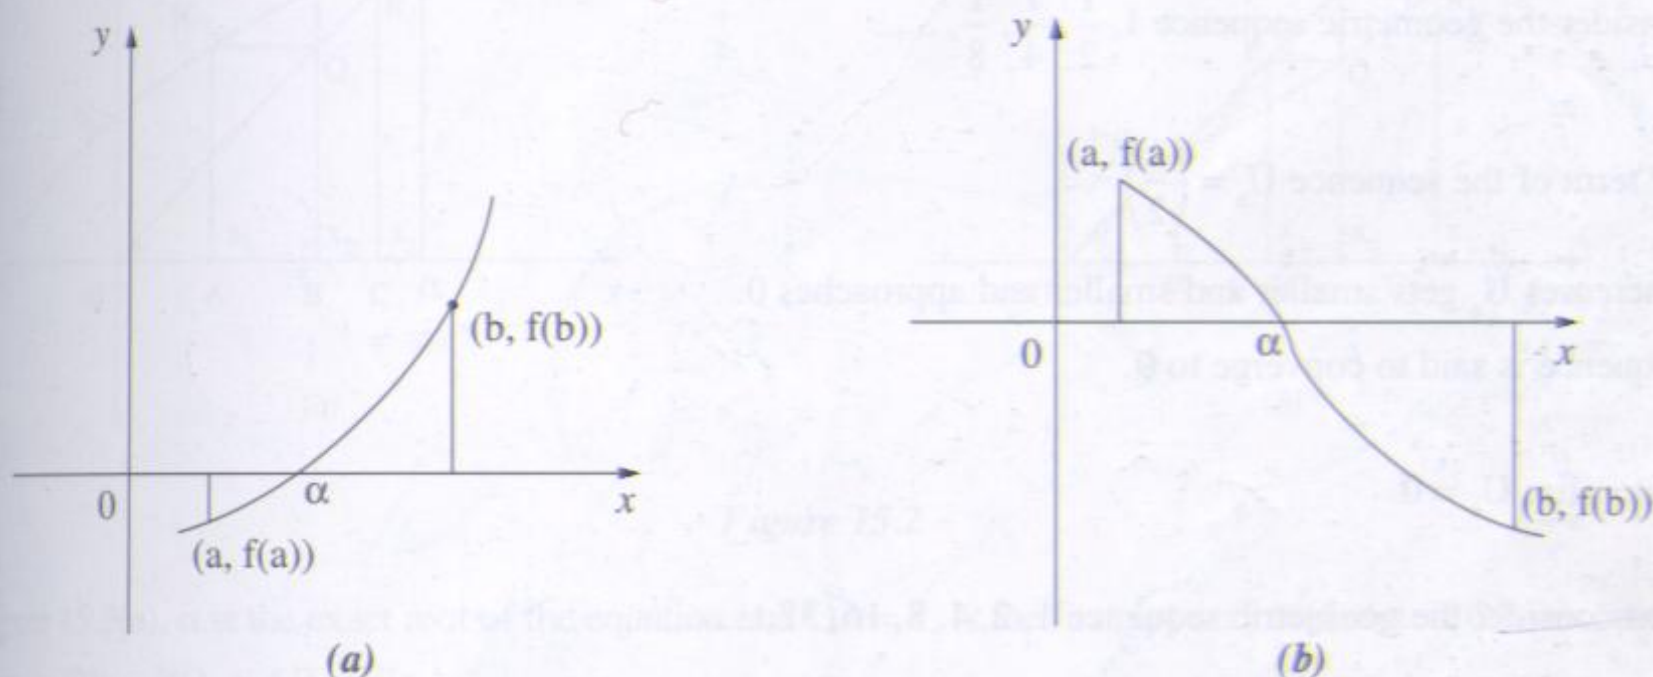 y
(b, f(b))
0
α
x
(a, f(a))
(a)
y
(a, f(a))
0
α
x
(b, f(b))
(b)